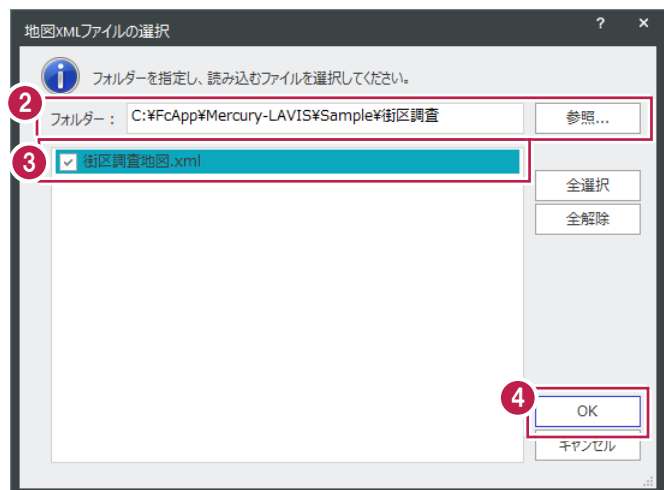 地図XMLファイルの選択
? ×
フォルダーを指定し、読み込むファイルを選択してください。
2
フォルダー： C:¥FcApp¥Mercury-LAVIS¥Sample¥街区調査 参照...
3
街区調査地図.xml
全選択
全解除
4
OK
キャンセル